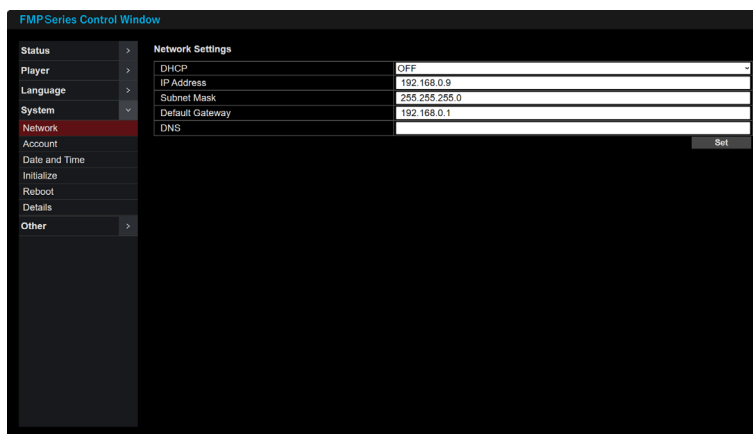 FMPSeries Control Window
Status
Player
Language
System
Network
Account
Date and Time
Initialize
Reboot
Details
Other
Network Settings
DHCP OFF
IP Address 192.168.0.9
Subnet Mask 255.255.255.0
Default Gateway 192.168.0.1
DNS
Set